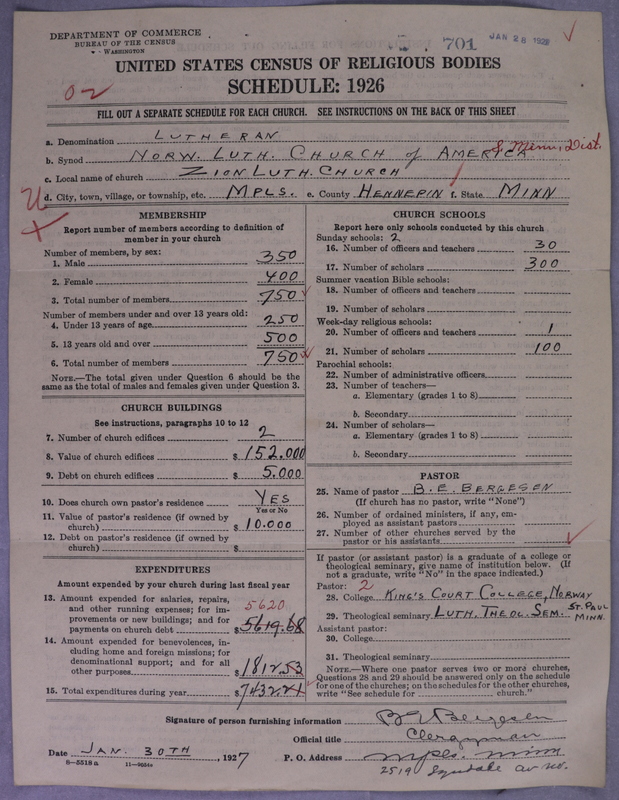 DEPARTMENT OF COMMERCE
BUREAU OF THE CENSUS
WASHINGTON
701
JAN 28 1928
UNITED STATES CENSUS OF RELIGIOUS BODIES
SCHEDULE: 1926
FILL OUT A SEPARATE SCHEDULE FOR EACH CHURCH. SEE INSTRUCTIONS ON THE BACK OF THIS SHEET
a. Denomination LUTHERAN
b. Synod NORW. LUTH. CHURCH of AMERICA S. Minn. Dist.
c. Local name of church ZION LUTH. CHURCH
d. City, town, village, or township, etc. MPLS. e. County HENNEPIN f. State MINN
MEMBERSHIP
Report number of members according to definition of
member in your church
Number of members, by sex:
1. Male 350
2. Female 400
3. Total number of members 750
Number of members under and over 13 years old:
4. Under 13 years of age 250
5. 13 years old and over 500
6. Total number of members 750
NOTE.—The total given under Question 6 should be the
same as the total of males and females given under Question 3.
CHURCH BUILDINGS
See instructions, paragraphs 10 to 12
7. Number of church edifices 2
8. Value of church edifices $ 152.000
9. Debt on church edifices $ 5.000
10. Does church own pastor's residence YES
Yes or No
11. Value of pastor's residence (if owned by
church) $ 10.000
12. Debt on pastor's residence (if owned by
church) $
EXPENDITURES
Amount expended by your church during last fiscal year
13. Amount expended for salaries, repairs,
and other running expenses; for im- 5620
provements or new buildings; and for
payments on church debt $ 5619.68
14. Amount expended for benevolences, in-
cluding home and foreign missions; for
denominational support; and for all
other purposes $ 1812.53
15. Total expenditures during year $ 7432.21
CHURCH SCHOOLS
Report here only schools conducted by this church
Sunday schools: 2
16. Number of officers and teachers 30
17. Number of scholars 300
Summer vacation Bible schools:
18. Number of officers and teachers
19. Number of scholars
Week-day religious schools:
20. Number of officers and teachers 1
21. Number of scholars 100
Parochial schools:
22. Number of administrative officers
23. Number of teachers—
a. Elementary (grades 1 to 8)
b. Secondary
24. Number of scholars—
a. Elementary (grades 1 to 8)
b. Secondary
PASTOR
25. Name of pastor B. E. BERGESEN
(If church has no pastor, write "None")
26. Number of ordained ministers, if any, em-
ployed as assistant pastors
27. Number of other churches served by the
pastor or his assistants
If pastor (or assistant pastor) is a graduate of a college or
theological seminary, give name of institution below. (If
not a graduate, write "No" in the space indicated.)
Pastor: 2
28. College KING'S COURT COLLEGE, NORWAY
29. Theological seminary LUTH. THEOL. SEM. ST. PAUL MINN.
Assistant pastor:
30. College
31. Theological seminary
NOTE.—Where one pastor serves two or more churches,
Questions 28 and 29 should be answered only on the schedule
for one of the churches; on the schedules for the other churches,
write "See schedule for church."
Signature of person furnishing information B E Bergesen
Official title Clergyman
Date JAN. 30TH, 1927 P. O. Address Mpls. Minn
8—5518 a
2519 Lyndale Av No.